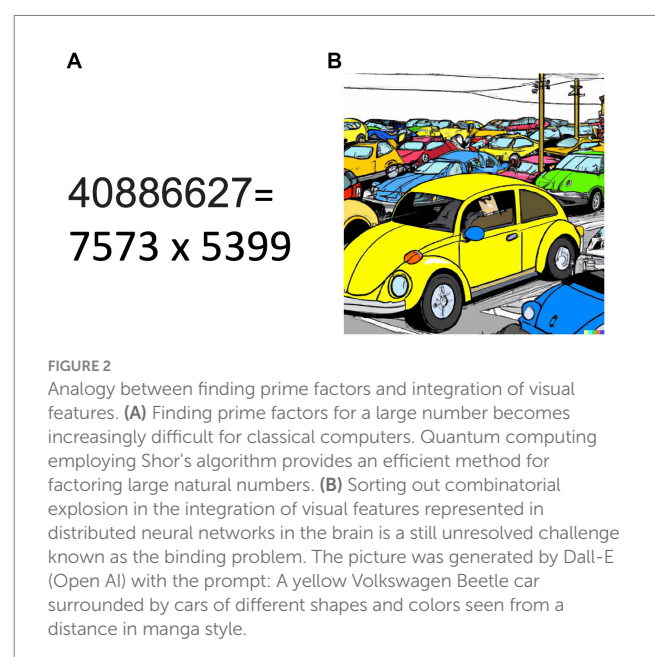 A
B
40886627=
7573 x 5399
FIGURE 2
Analogy between finding prime factors and integration of visual
features. (A) Finding prime factors for a large number becomes
increasingly difficult for classical computers. Quantum computing
employing Shor's algorithm provides an efficient method for
factoring large natural numbers. (B) Sorting out combinatorial
explosion in the integration of visual features represented in
distributed neural networks in the brain is a still unresolved challenge
known as the binding problem. The picture was generated by Dall-E
(Open AI) with the prompt: A yellow Volkswagen Beetle car
surrounded by cars of different shapes and colors seen from a
distance in manga style.